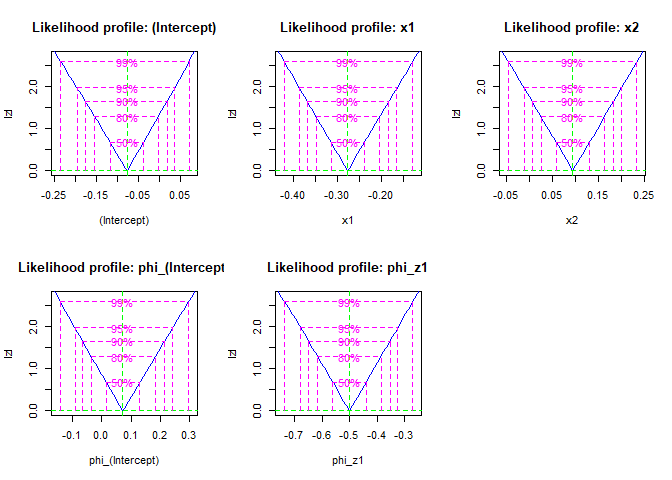 Likelihood profile: (Intercept)
99%
95%
90%
80%
50%
|z|
0.0 1.0 2.0
-0.25 -0.15 -0.05 0.05
(Intercept)
Likelihood profile: x1
99%
95%
90%
80%
50%
|z|
0.0 1.0 2.0
-0.40 -0.30 -0.20
x1
Likelihood profile: x2
99%
95%
90%
80%
50%
|z|
0.0 1.0 2.0
-0.05 0.05 0.15 0.25
x2
Likelihood profile: phi_(Intercept
99%
95%
90%
80%
50%
|z|
0.0 1.0 2.0
-0.1 0.0 0.1 0.2 0.3
phi_(Intercept)
Likelihood profile: phi_z1
99%
95%
90%
80%
50%
|z|
0.0 1.0 2.0
-0.7 -0.6 -0.5 -0.4 -0.3
phi_z1